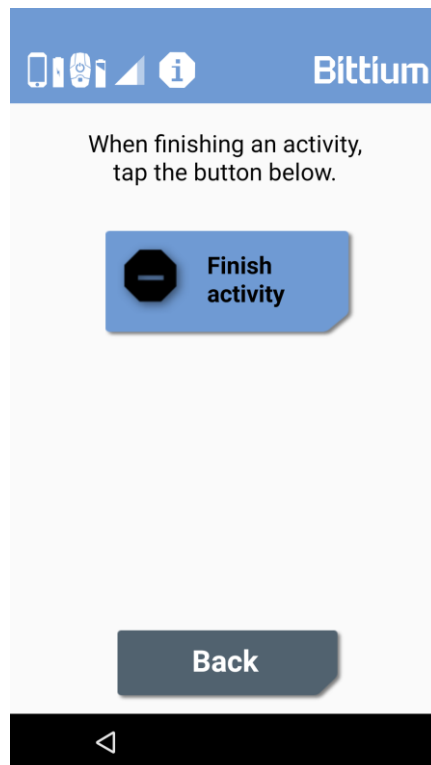 Bittium
When finishing an activity,
tap the button below.
Finish
activity
Back